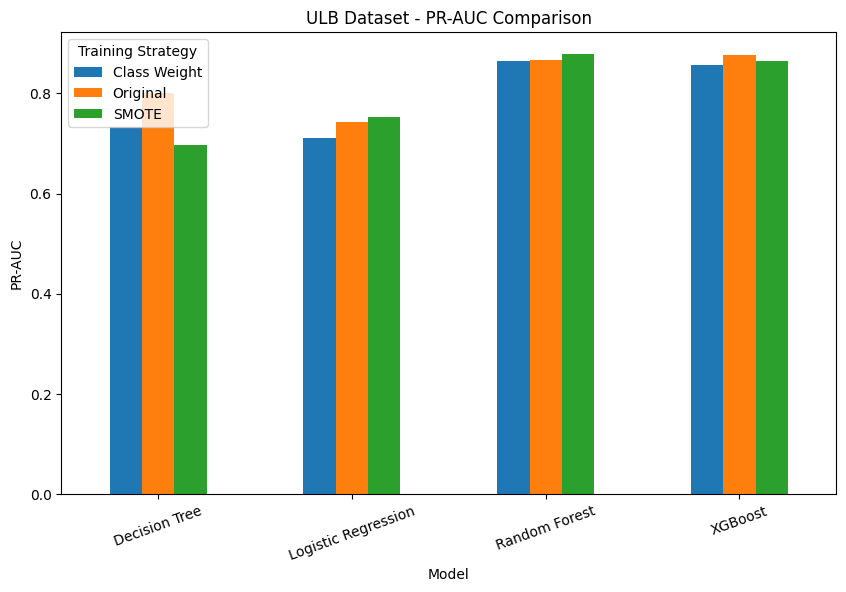 ULB Dataset - PR-AUC Comparison
Training Strategy
Class Weight
Original
SMOTE
PR-AUC
0.8
0.6
0.4
0.2
0.0
Decision Tree
Logistic Regression
Random Forest
XGBoost
Model